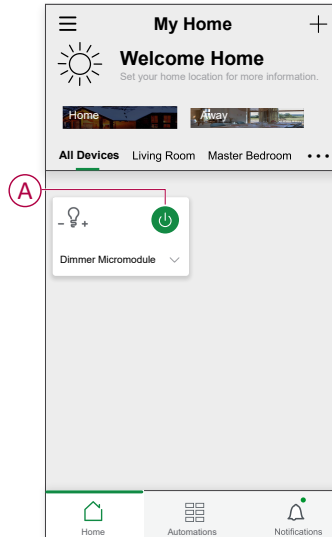 My Home
Welcome Home
Set your home location for more information.
Home Away
All Devices Living Room Master Bedroom
A
Dimmer Micromodule
Home Automations Notifications